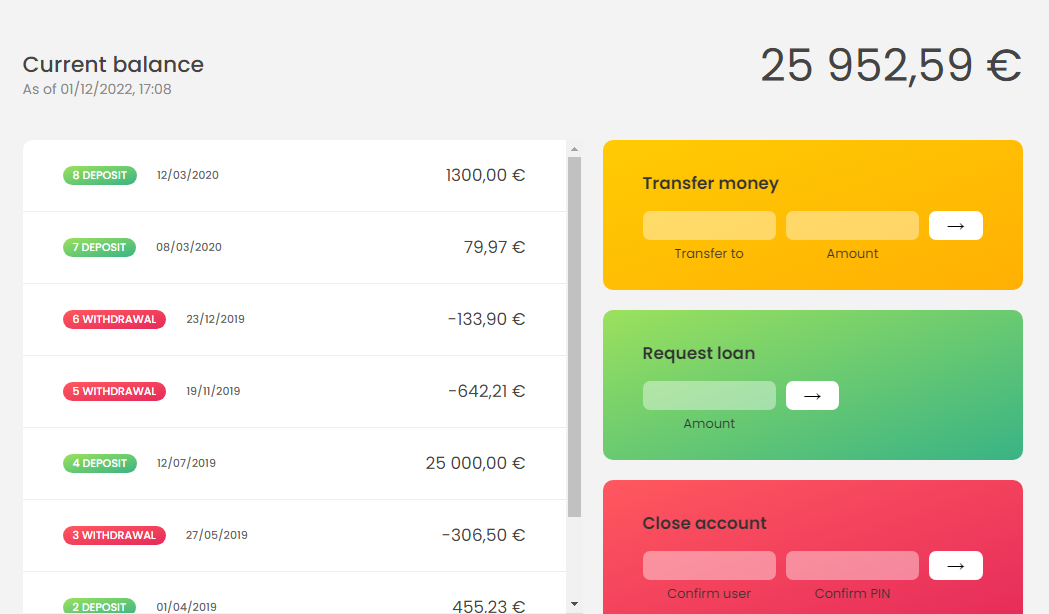 Current balance
As of 01/12/2022, 17:08
25 952,59 €
8 DEPOSIT 12/03/2020 1300,00 €
7 DEPOSIT 08/03/2020 79,97 €
6 WITHDRAWAL 23/12/2019 -133,90 €
5 WITHDRAWAL 19/11/2019 -642,21 €
4 DEPOSIT 12/07/2019 25 000,00 €
3 WITHDRAWAL 27/05/2019 -306,50 €
2 DEPOSIT 01/04/2019 455,23 €
Transfer money
→
Transfer to Amount
Request loan
→
Amount
Close account
→
Confirm user Confirm PIN